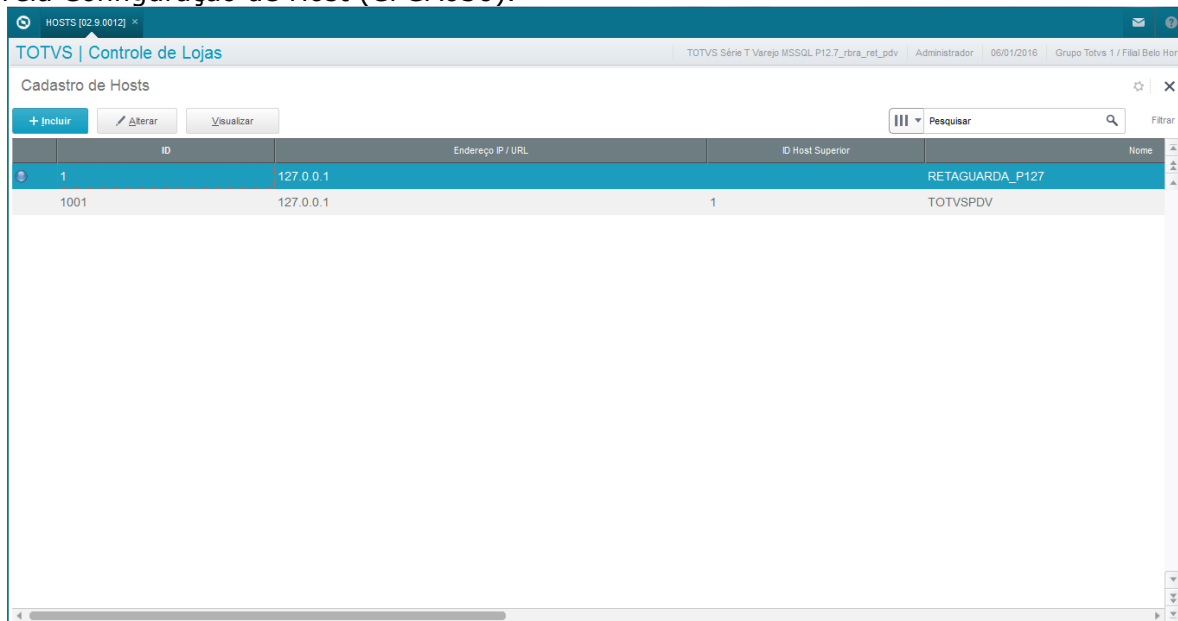 HOSTS [02.9.0012] ×
TOTVS | Controle de Lojas
TOTVS Série T Varejo MSSQL P12.7_rbra_ret_pdv
Administrador
06/01/2016
Grupo Totvs 1 / Filial Belo Hor
Cadastro de Hosts
+ Incluir
Alterar
Visualizar
Pesquisar
Filtrar
ID
Endereço IP / URL
ID Host Superior
Nome
1
127.0.0.1
RETAGUARDA_P127
1001
127.0.0.1
1
TOTVSPDV